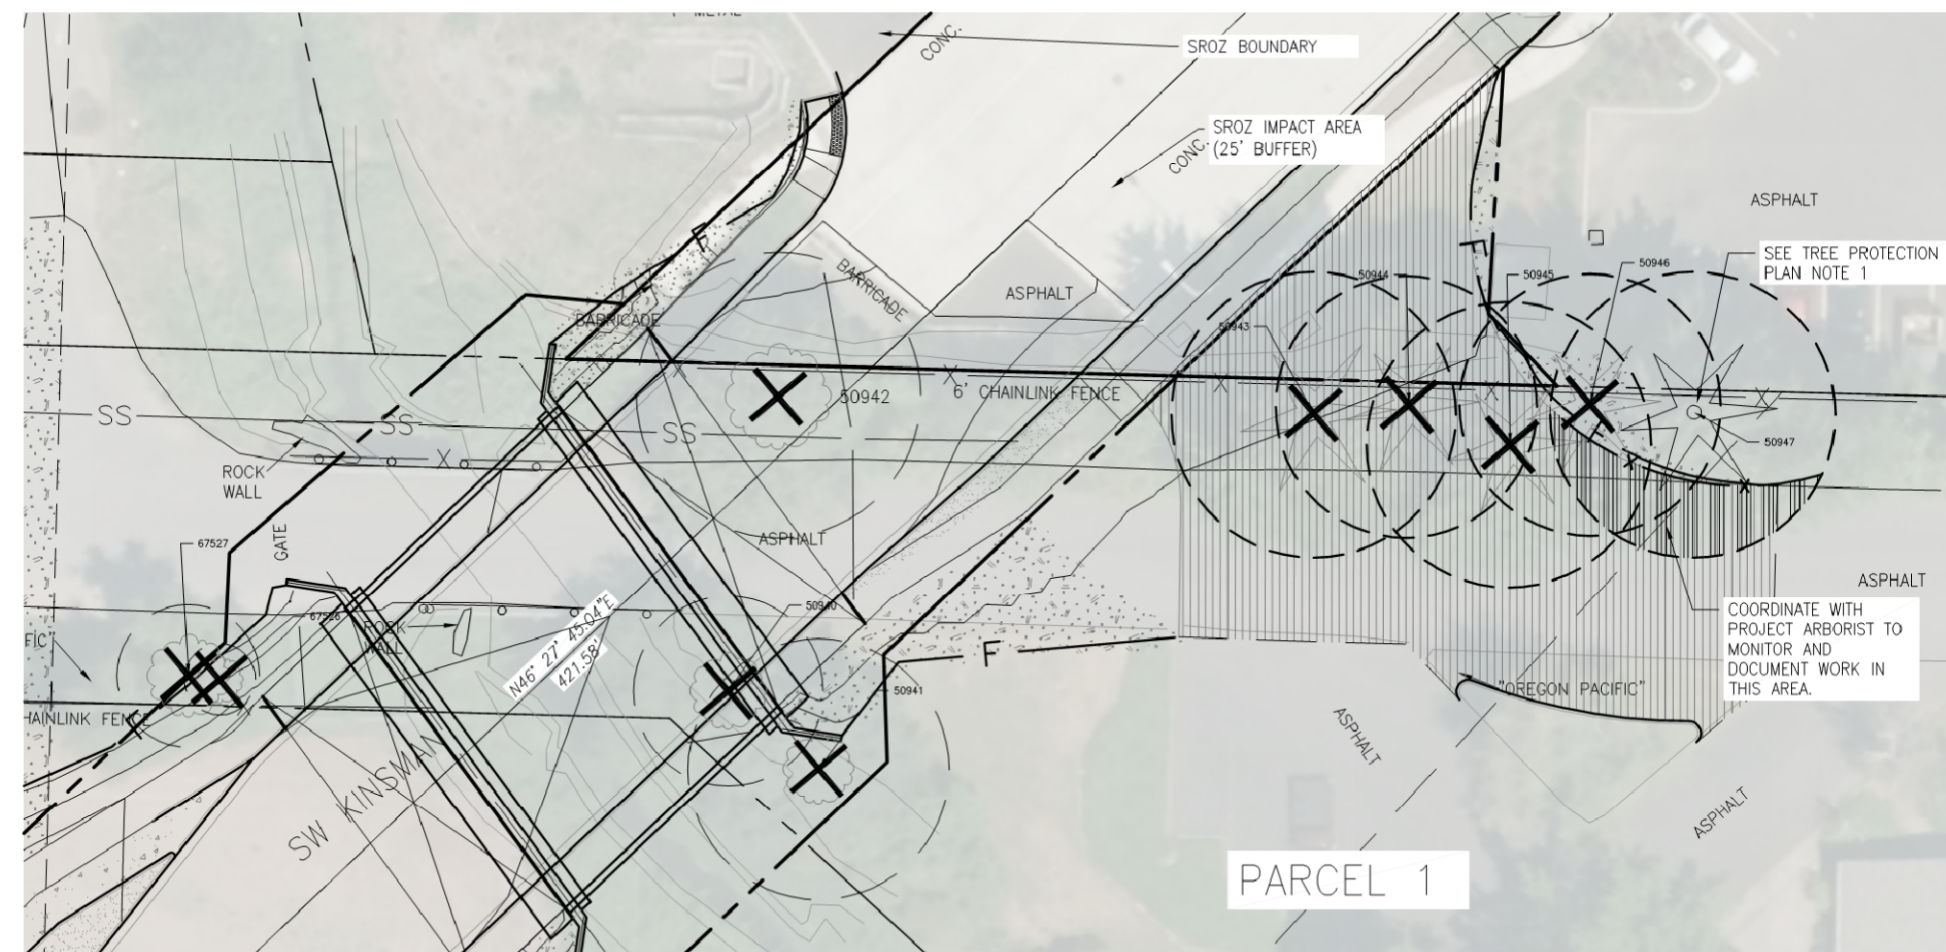 METAL
CONC.
SROZ BOUNDARY
SROZ IMPACT AREA
(25' BUFFER)
CONC.
ASPHALT
SEE TREE PROTECTION
PLAN NOTE 1
50944
50945
50946
F
BARRICADE
ASPHALT
BARRICADE
50943
X
50942
X
6' CHAINLINK FENCE
X
X
X
SS
SS
SS
50947
X
ROCK
WALL
GATE
67527
ASPHALT
ASPHALT
67526
ROCK
WALL
50940
N46° 27' 45.04"E
421.58'
COORDINATE WITH
PROJECT ARBORIST TO
MONITOR AND
DOCUMENT WORK IN
THIS AREA.
FIC
F
50941
"OREGON PACIFIC"
HAINLINK FENCE
ASPHALT
SW KINSMAN
ASPHALT
PARCEL 1